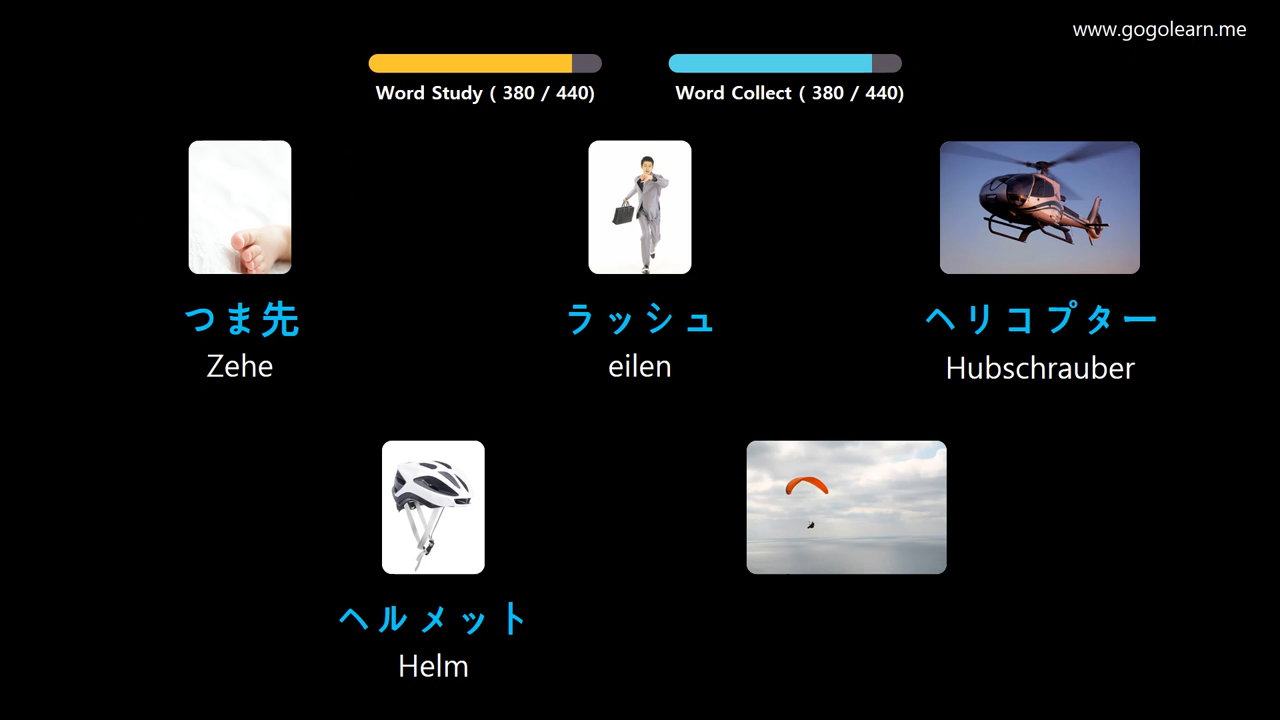 www.gogolearn.me
Word Study ( 380 / 440)
Word Collect ( 380 / 440)
つま先
Zehe
ラッシュ
eilen
ヘリコプター
Hubschrauber
ヘルメット
Helm